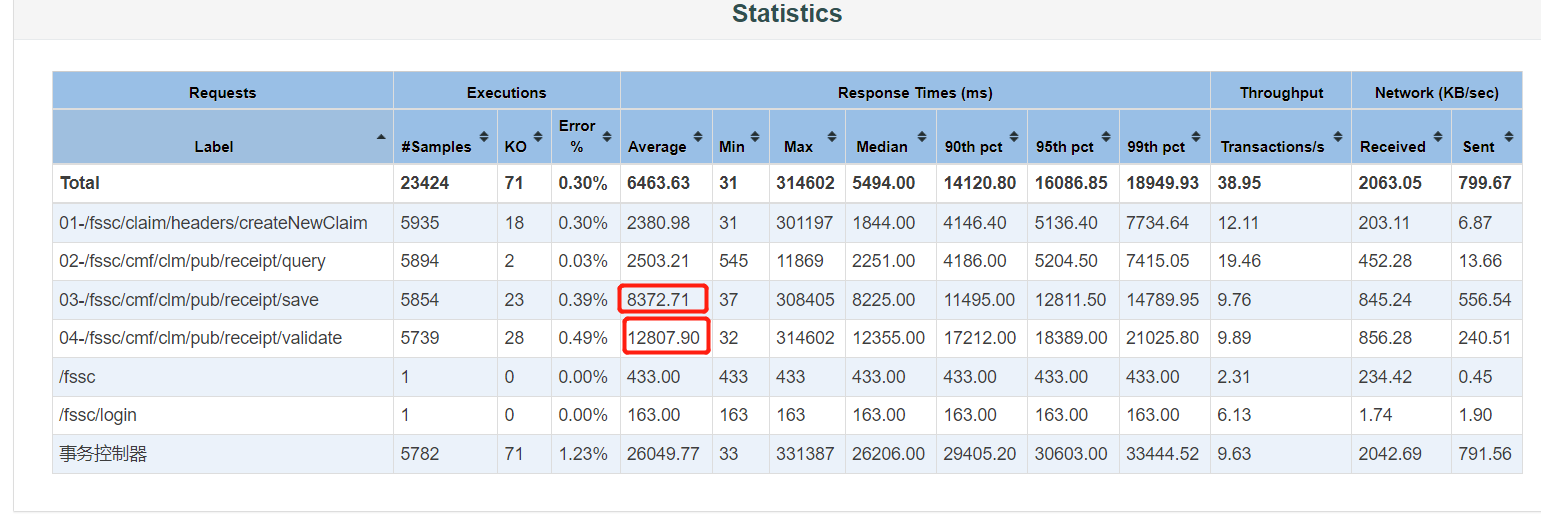 Statistics
Requests Executions Response Times (ms) Throughput Network (KB/sec)
Label #Samples KO Error % Average Min Max Median 90th pct 95th pct 99th pct Transactions/s Received Sent
Total 23424 71 0.30% 6463.63 31 314602 5494.00 14120.80 16086.85 18949.93 38.95 2063.05 799.67
01-/fssc/claim/headers/createNewClaim 5935 18 0.30% 2380.98 31 301197 1844.00 4146.40 5136.40 7734.64 12.11 203.11 6.87
02-/fssc/cmf/clm/pub/receipt/query 5894 2 0.03% 2503.21 545 11869 2251.00 4186.00 5204.50 7415.05 19.46 452.28 13.66
03-/fssc/cmf/clm/pub/receipt/save 5854 23 0.39% 8372.71 37 308405 8225.00 11495.00 12811.50 14789.95 9.76 845.24 556.54
04-/fssc/cmf/clm/pub/receipt/validate 5739 28 0.49% 12807.90 32 314602 12355.00 17212.00 18389.00 21025.80 9.89 856.28 240.51
/fssc 1 0 0.00% 433.00 433 433 433.00 433.00 433.00 433.00 2.31 234.42 0.45
/fssc/login 1 0 0.00% 163.00 163 163 163.00 163.00 163.00 163.00 6.13 1.74 1.90
事务控制器 5782 71 1.23% 26049.77 33 331387 26206.00 29405.20 30603.00 33444.52 9.63 2042.69 791.56